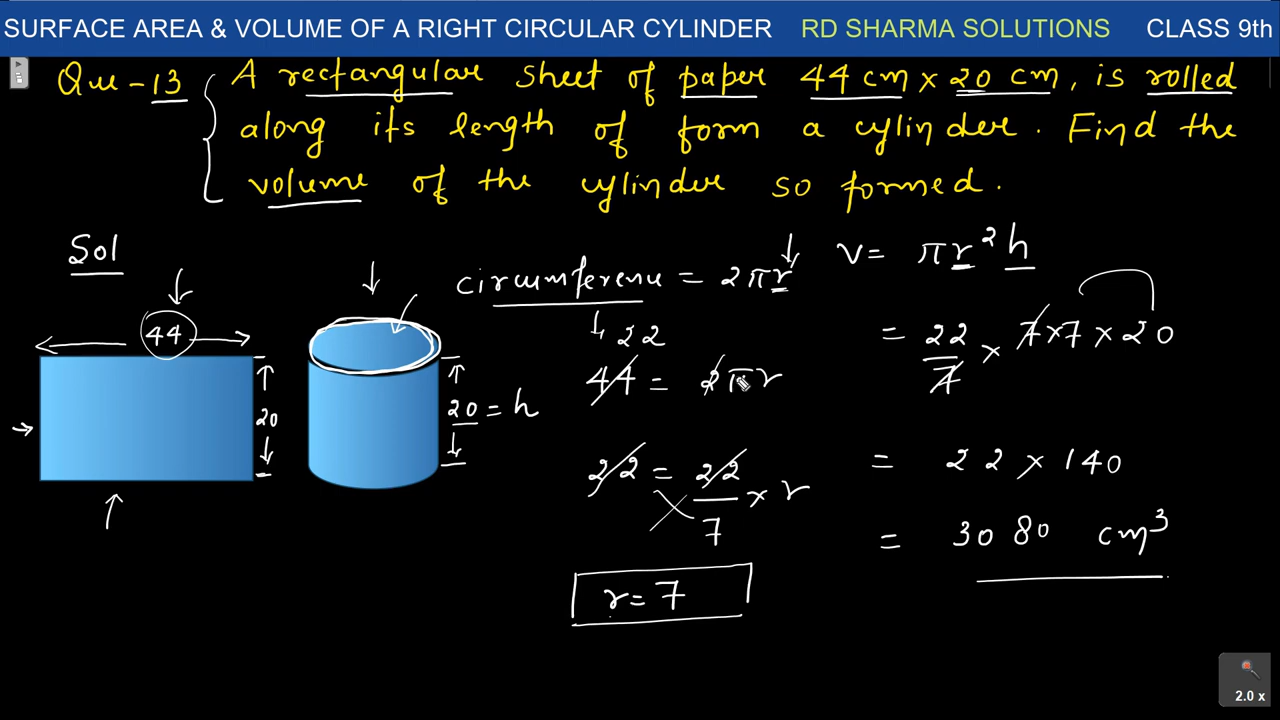 SURFACE AREA & VOLUME OF A RIGHT CIRCULAR CYLINDER RD SHARMA SOLUTIONS CLASS 9th
Que-13 A rectangular sheet of paper 44 cm × 20 cm, is rolled
along its length of form a cylinder. Find the
volume of the cylinder so formed.
Sol
44
20
20 = h
circumference = 2πr
22
44 = 2πr
22 = 22/7 × r
r = 7
V = πr²h
= 22/7 × 7×7×20
= 22×140
= 3080 cm³
2.0 x